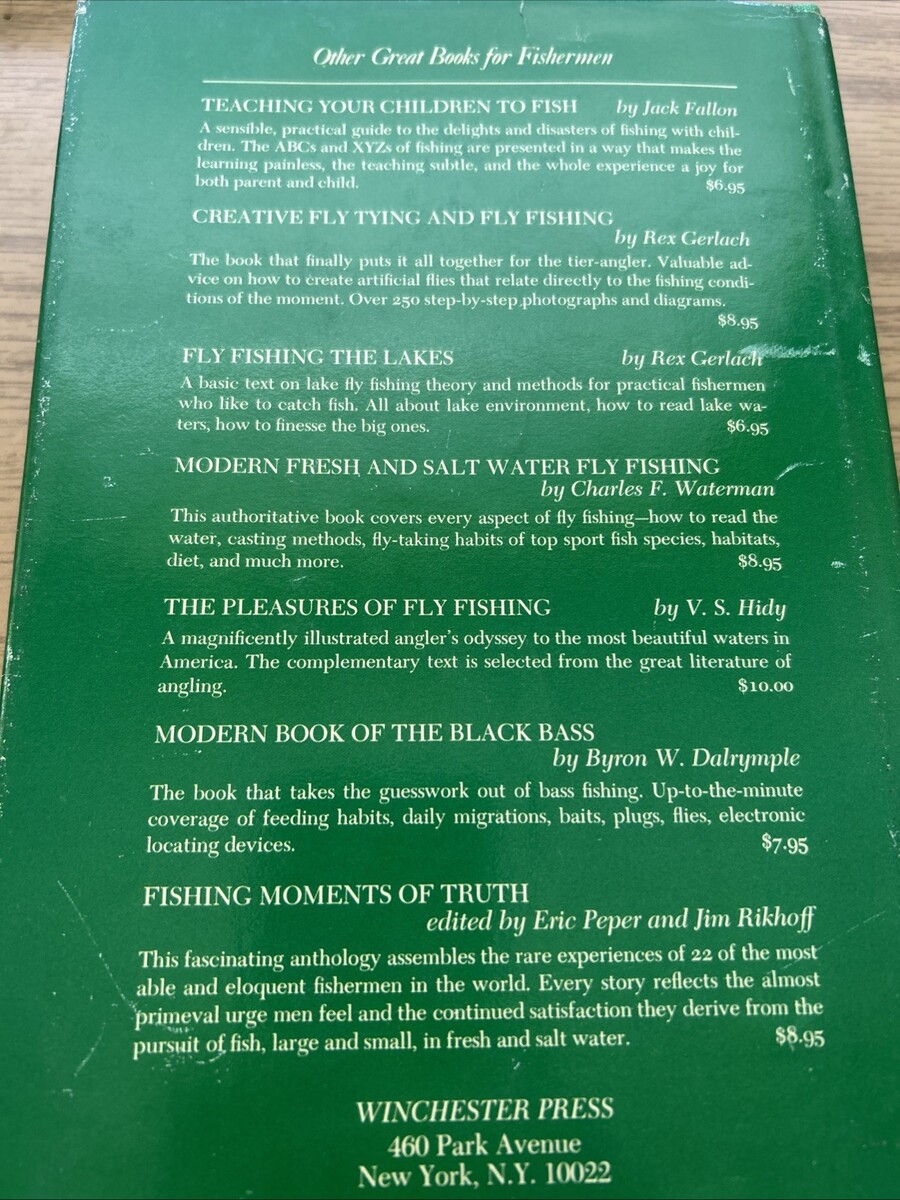 Other Great Books for Fishermen
TEACHING YOUR CHILDREN TO FISH by Jack Fallon
A sensible, practical guide to the delights and disasters of fishing with chil-
dren. The ABCs and XYZs of fishing are presented in a way that makes the
learning painless, the teaching subtle, and the whole experience a joy for
both parent and child. $6.95
CREATIVE FLY TYING AND FLY FISHING
by Rex Gerlach
The book that finally puts it all together for the tier-angler. Valuable ad-
vice on how to create artificial flies that relate directly to the fishing condi-
tions of the moment. Over 250 step-by-step photographs and diagrams.
$8.95
FLY FISHING THE LAKES by Rex Gerlach
A basic text on lake fly fishing theory and methods for practical fishermen
who like to catch fish. All about lake environment, how to read lake wa-
ters, how to finesse the big ones. $6.95
MODERN FRESH AND SALT WATER FLY FISHING
by Charles F. Waterman
This authoritative book covers every aspect of fly fishing—how to read the
water, casting methods, fly-taking habits of top sport fish species, habitats,
diet, and much more. $8.95
THE PLEASURES OF FLY FISHING by V. S. Hidy
A magnificently illustrated angler's odyssey to the most beautiful waters in
America. The complementary text is selected from the great literature of
angling. $10.00
MODERN BOOK OF THE BLACK BASS
by Byron W. Dalrymple
The book that takes the guesswork out of bass fishing. Up-to-the-minute
coverage of feeding habits, daily migrations, baits, plugs, flies, electronic
locating devices. $7.95
FISHING MOMENTS OF TRUTH
edited by Eric Peper and Jim Rikhoff
This fascinating anthology assembles the rare experiences of 22 of the most
able and eloquent fishermen in the world. Every story reflects the almost
primeval urge men feel and the continued satisfaction they derive from the
pursuit of fish, large and small, in fresh and salt water. $8.95
WINCHESTER PRESS
460 Park Avenue
New York, N.Y. 10022